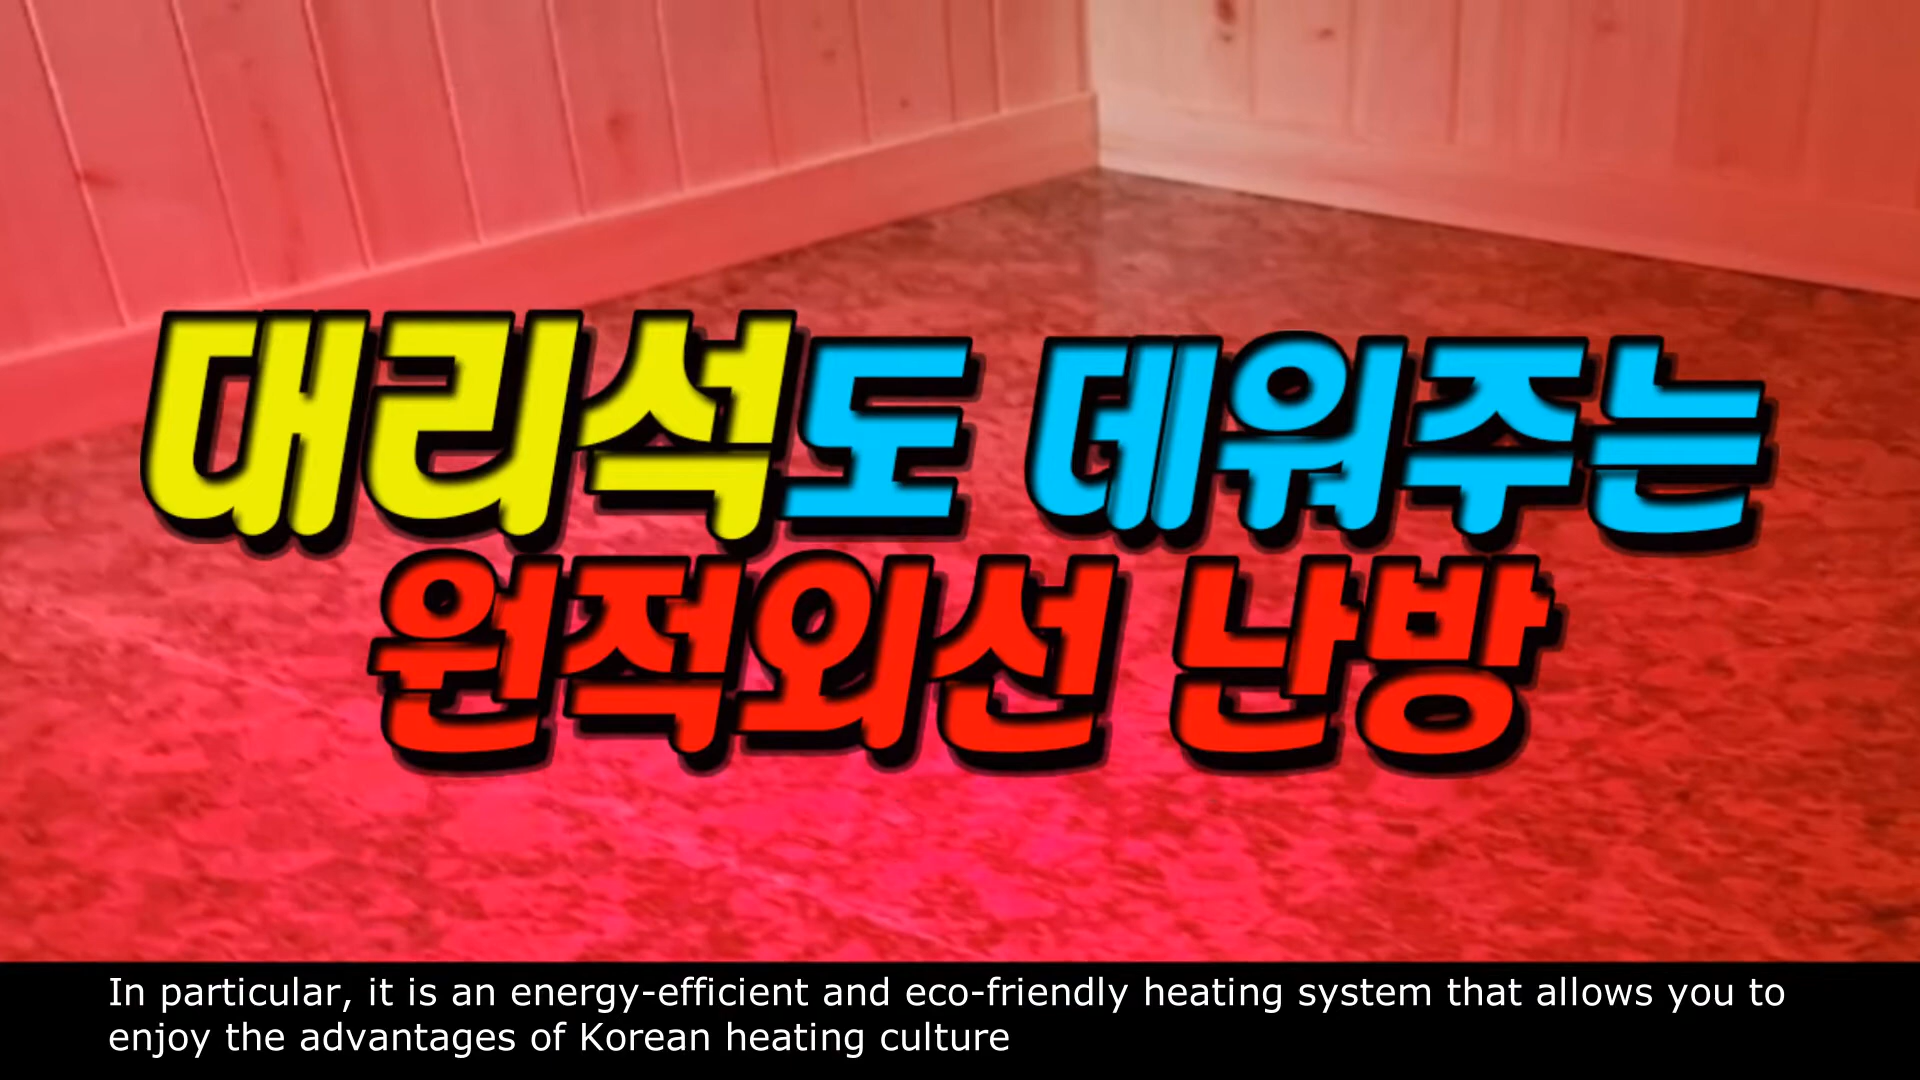 대리석도 데워주는
원적외선 난방
In particular, it is an energy-efficient and eco-friendly heating system that allows you to
enjoy the advantages of Korean heating culture